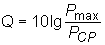 Q = 10lg P_max / P_CP